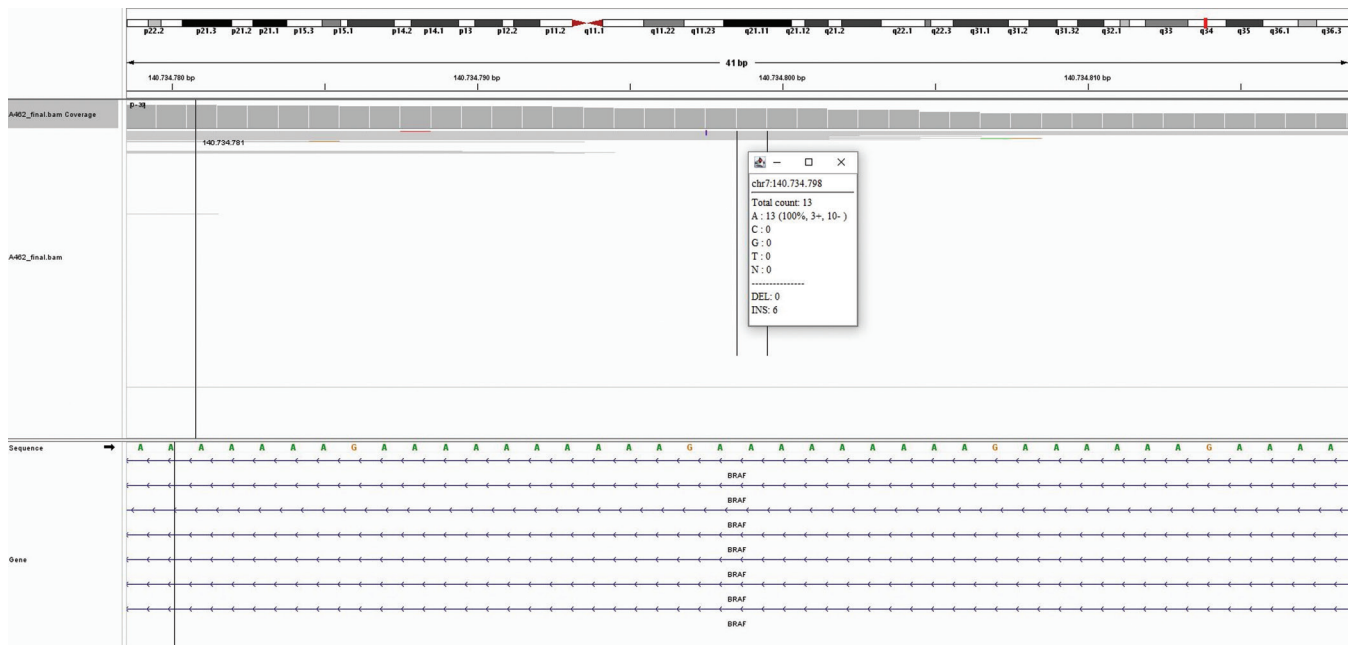 p22.2 p21.3 p21.2 p21.1 p15.3 p15.1 p14.2 p14.1 p13 p12.2 p11.2 q11.1 q11.22 q11.23 q21.11 q21.12 q21.2 q22.1 q22.3 q31.1 q31.2 q31.32 q32.1 q33 q34 q35 q36.1 q36.3
41 bp
140.734.780 bp 140.734.790 bp 140.734.800 bp 140.734.810 bp
A462_final.bam Coverage
140.734.781
chr7:140.734.798
Total count: 13
A : 13 (100%, 3+, 10- )
C : 0
G : 0
T : 0
N : 0
---------------
DEL: 0
INS: 6
A462_final.bam
Sequence
A A A A A A A G A A A A A A A A A A G A A A A A A A A A G A A A A A A G A A A A
BRAF
BRAF
BRAF
BRAF
Gene
BRAF
BRAF
BRAF